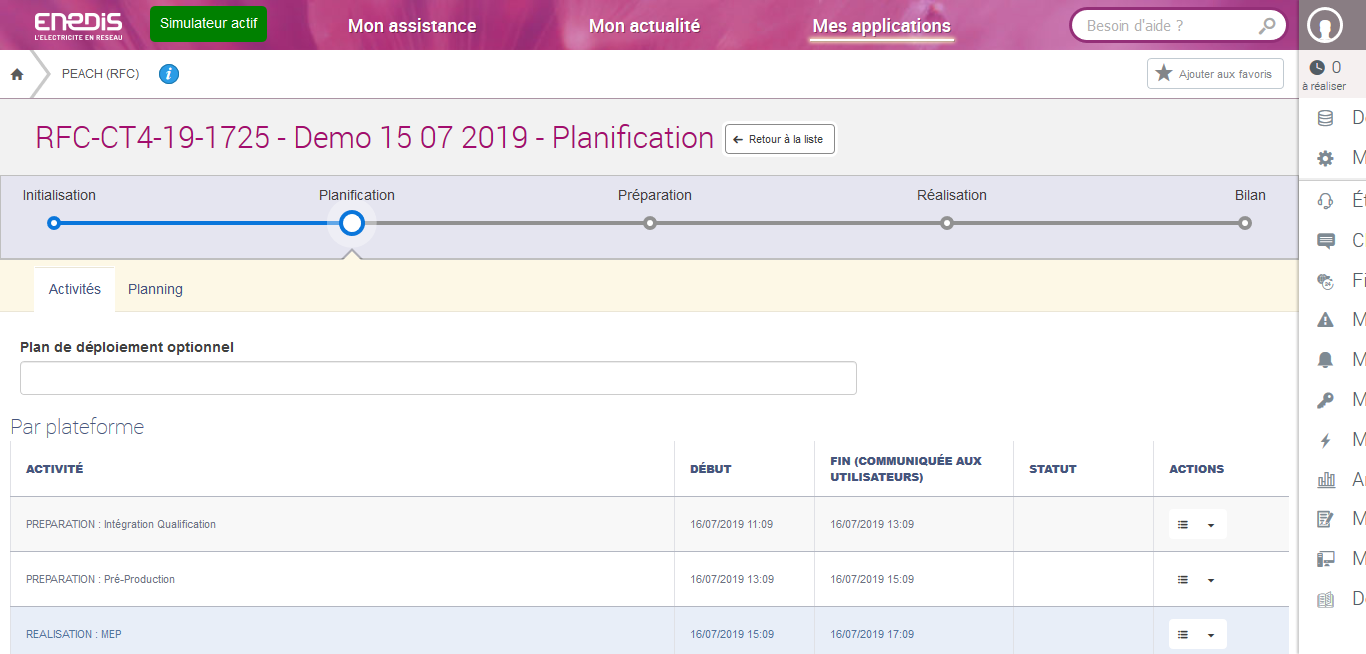 ENEDIS
L'ELECTRICITE EN RESEAU
Simulateur actif
Mon assistance
Mon actualité
Mes applications
Besoin d'aide ?
PEACH (RFC)
i
Ajouter aux favoris
0
à réaliser
RFC-CT4-19-1725 - Demo 15 07 2019 - Planification
Retour à la liste
Initialisation
Planification
Préparation
Réalisation
Bilan
Activités
Planning
Plan de déploiement optionnel
Par plateforme
ACTIVITÉ
DÉBUT
FIN (COMMUNIQUÉE AUX
UTILISATEURS)
STATUT
ACTIONS
PREPARATION : Intégration Qualification
16/07/2019 11:09
16/07/2019 13:09
PREPARATION : Pré-Production
16/07/2019 13:09
16/07/2019 15:09
REALISATION : MEP
16/07/2019 15:09
16/07/2019 17:09